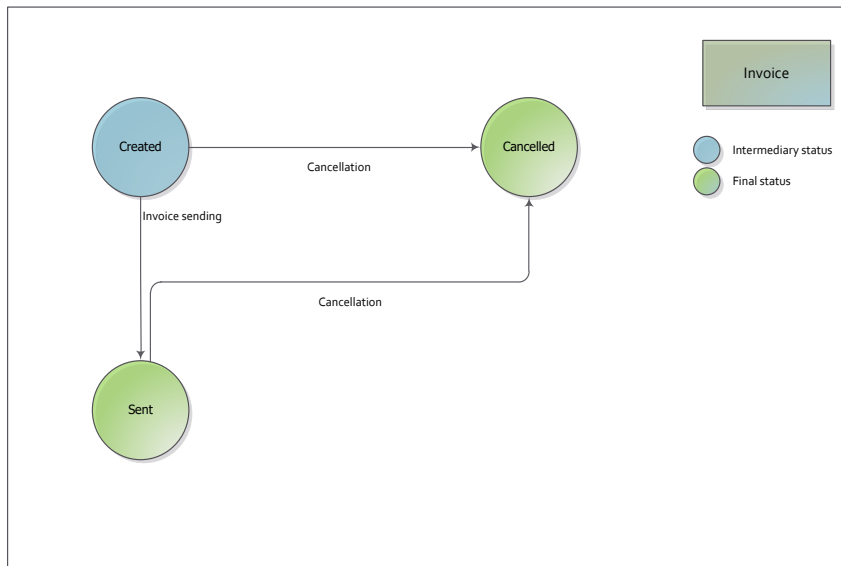 Invoice
Created
Cancelled
Cancellation
Intermediary status
Final status
Invoice sending
Cancellation
Sent